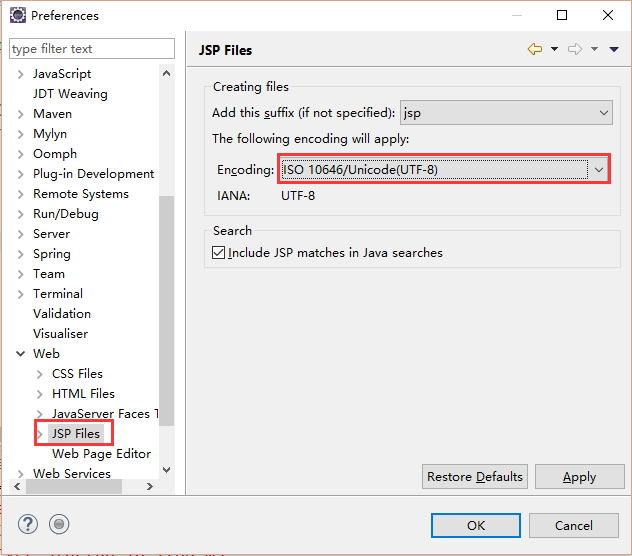 Preferences
type filter text
JavaScript
JDT Weaving
Maven
Mylyn
Oomph
Plug-in Development
Remote Systems
Run/Debug
Server
Spring
Team
Terminal
Validation
Visualiser
Web
CSS Files
HTML Files
JavaServer Faces T
JSP Files
Web Page Editor
Web Services
JSP Files
Creating files
Add this suffix (if not specified): jsp
The following encoding will apply:
Encoding: ISO 10646/Unicode(UTF-8)
IANA: UTF-8
Search
Include JSP matches in Java searches
Restore Defaults Apply
OK Cancel